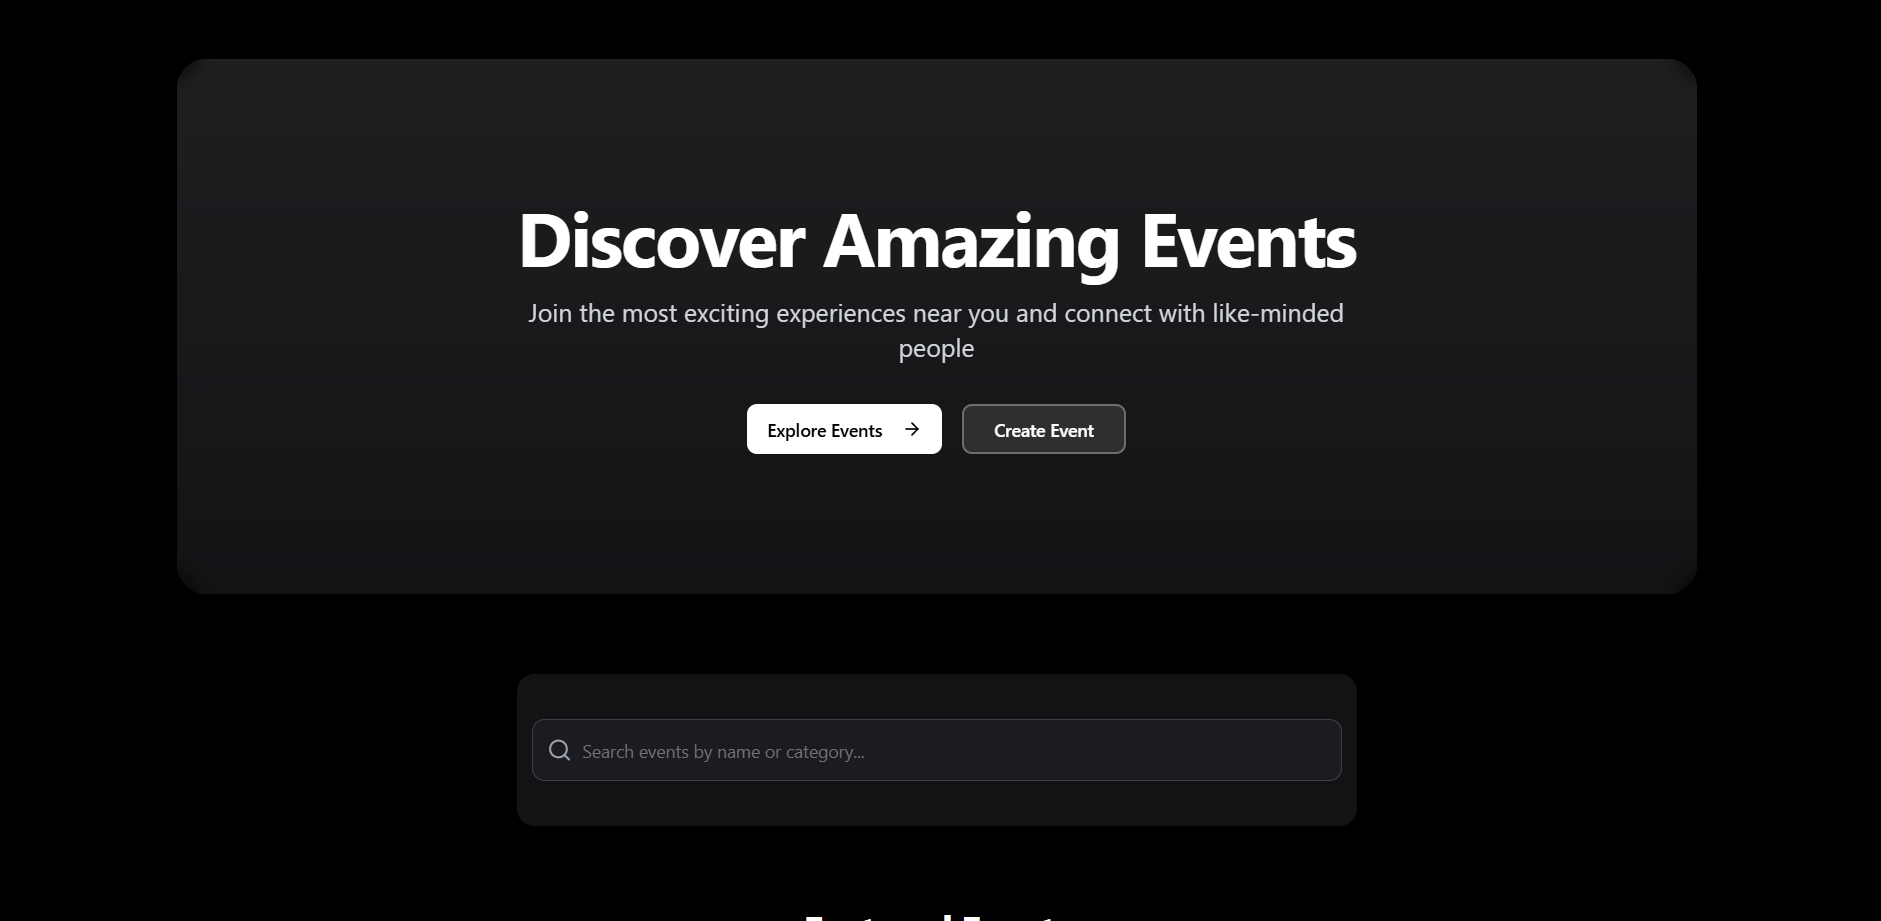 Discover Amazing Events
Join the most exciting experiences near you and connect with like-minded
people
Explore Events
Create Event
Search events by name or category...